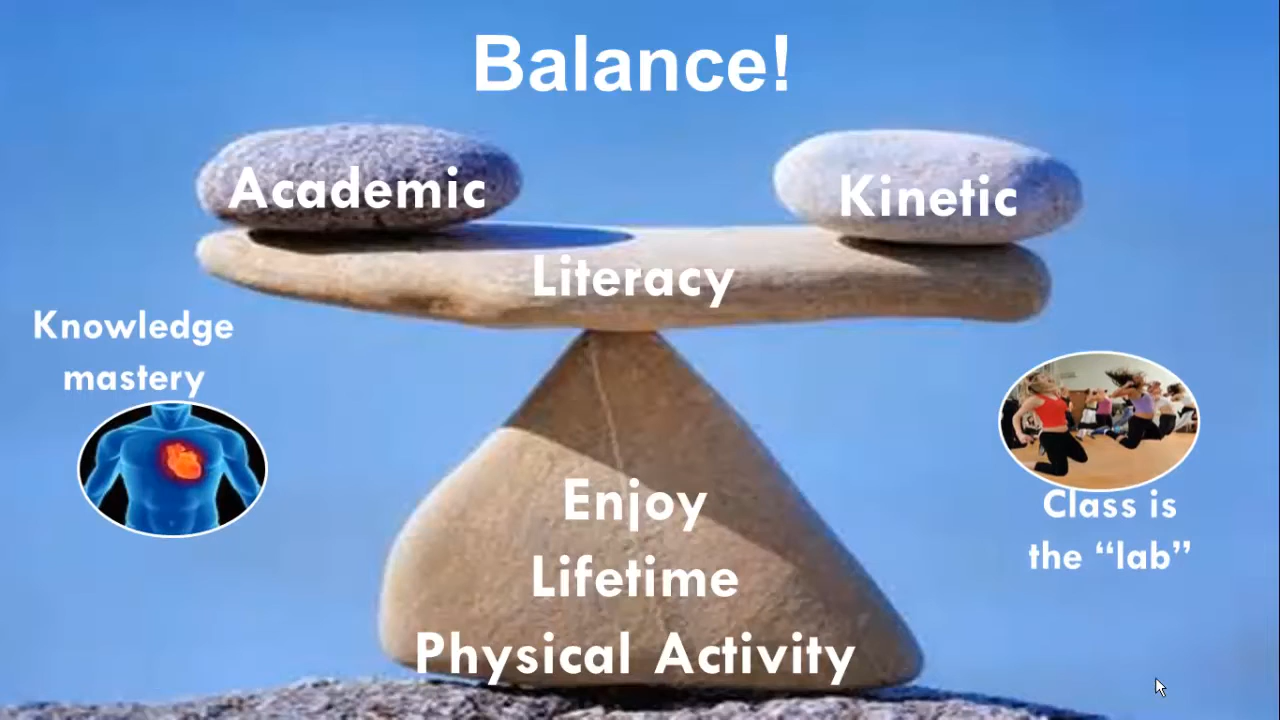 Balance!
Academic
Kinetic
Literacy
Knowledge
mastery
Enjoy
Lifetime
Physical Activity
Class is
the “lab”